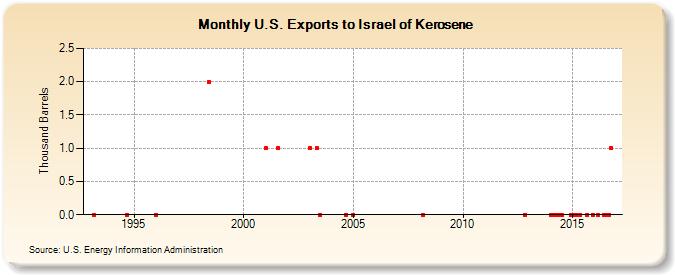 Monthly U.S. Exports to Israel of Kerosene
Thousand Barrels
2.5
2.0
1.5
1.0
0.5
0.0
1995 2000 2005 2010 2015
Source: U.S. Energy Information Administration